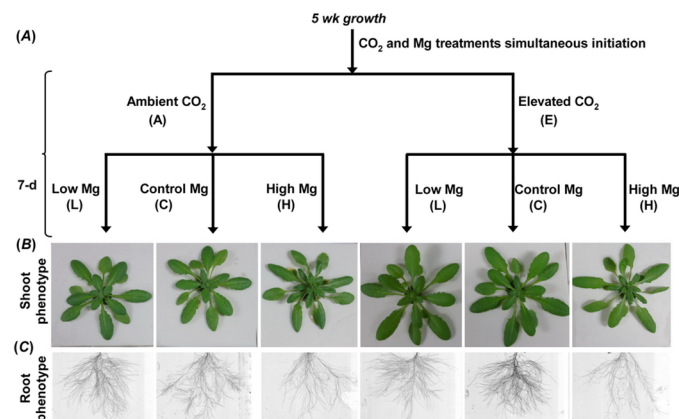 5 wk growth
(A)
CO₂ and Mg treatments simultaneous initiation
Ambient CO₂
(A)
Elevated CO₂
(E)
7-d
Low Mg
(L)
Control Mg
(C)
High Mg
(H)
Low Mg
(L)
Control Mg
(C)
High Mg
(H)
(B)
Shoot
phenotype
(C)
Root
phenotype